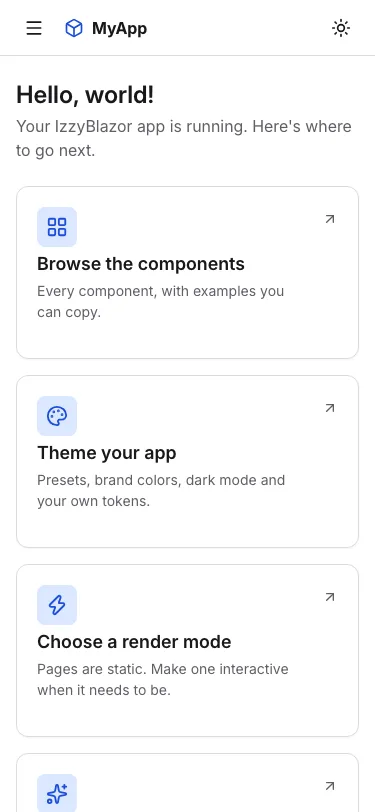 MyApp
Hello, world!
Your IzzyBlazor app is running. Here's where
to go next.
Browse the components
Every component, with examples you
can copy.
Theme your app
Presets, brand colors, dark mode and
your own tokens.
Choose a render mode
Pages are static. Make one interactive
when it needs to be.